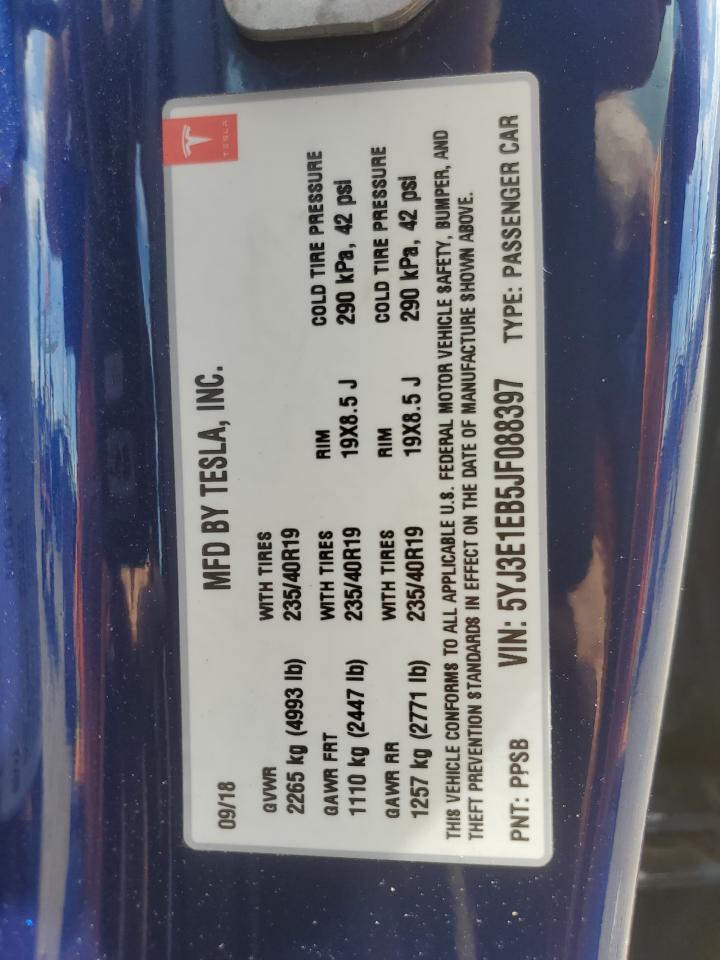 TESLA
MFD BY TESLA, INC.
09/18
GVWR WITH TIRES
2265 kg (4993 lb) 235/40R19
GAWR FRT WITH TIRES RIM COLD TIRE PRESSURE
1110 kg (2447 lb) 235/40R19 19X8.5 J 290 kPa, 42 psi
GAWR RR WITH TIRES RIM COLD TIRE PRESSURE
1257 kg (2771 lb) 235/40R19 19X8.5 J 290 kPa, 42 psi
THIS VEHICLE CONFORMS TO ALL APPLICABLE U.S. FEDERAL MOTOR VEHICLE SAFETY, BUMPER, AND
THEFT PREVENTION STANDARDS IN EFFECT ON THE DATE OF MANUFACTURE SHOWN ABOVE.
PNT: PPSB VIN: 5YJ3E1EB5JF088397 TYPE: PASSENGER CAR